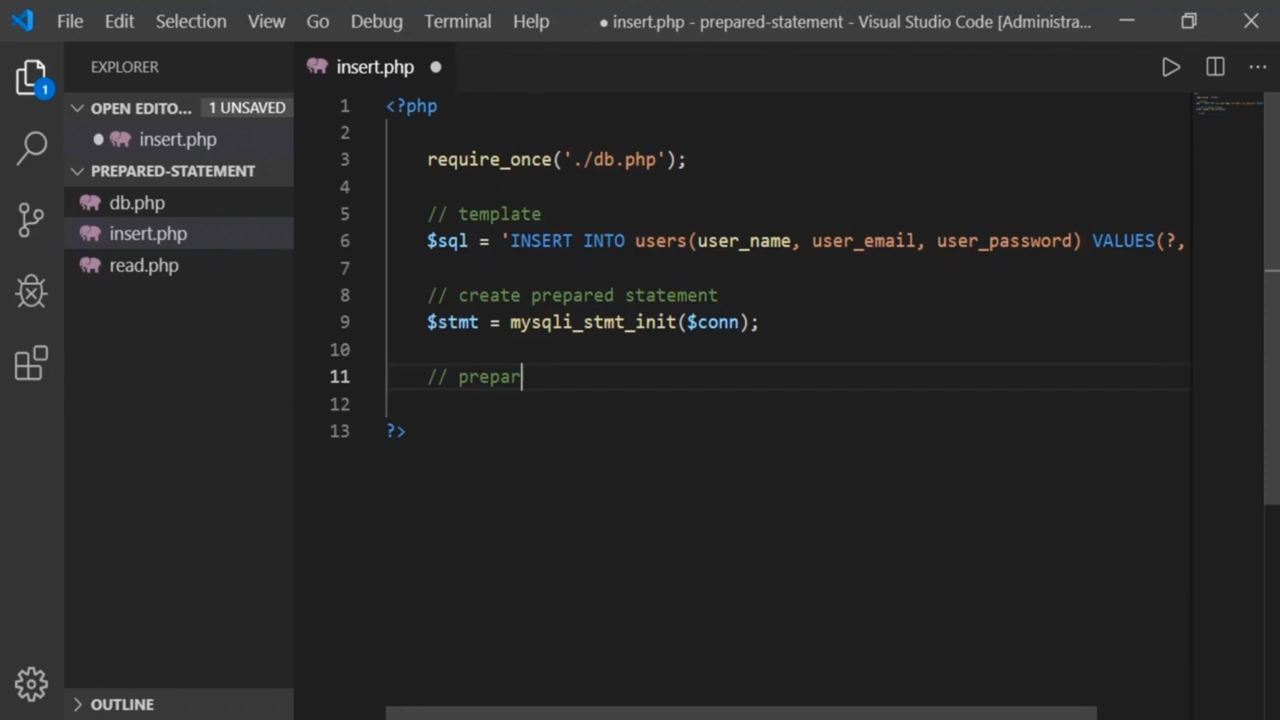 File Edit Selection View Go Debug Terminal Help ● insert.php - prepared-statement - Visual Studio Code [Administra...
EXPLORER
OPEN EDITO... 1 UNSAVED
insert.php
PREPARED-STATEMENT
db.php
insert.php
read.php
OUTLINE
1
insert.php
1 <?php
2
3 require_once('./db.php');
4
5 // template
6 $sql = 'INSERT INTO users(user_name, user_email, user_password) VALUES(?,
7
8 // create prepared statement
9 $stmt = mysqli_stmt_init($conn);
10
11 // prepar
12
13 ?>